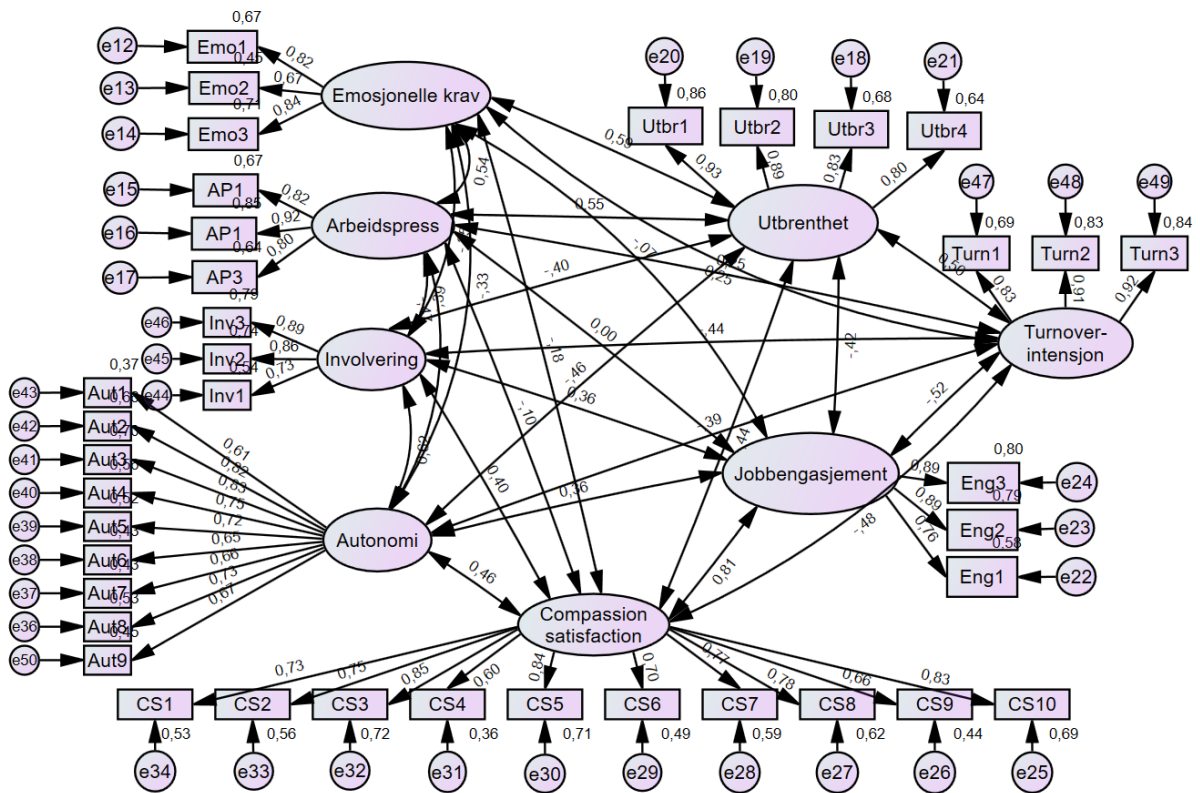 0,67
e12
Emo1
0,82
0,45
e13
Emo2
0,67
0,71
e14
Emo3
0,84
Emosjonelle krav
0,67
e15
AP1
0,82
0,85
e16
AP1
0,92
0,64
e17
AP3
0,80
Arbeidspress
0,79
e46
Inv3
0,89
0,74
e45
Inv2
0,86
0,54
e44
Inv1
0,73
Involvering
0,37
e43
Aut1
0,61
e42
Aut2
0,82
e41
Aut3
0,83
e40
Aut4
0,75
0,52
e39
Aut5
0,72
0,43
e38
Aut6
0,65
0,43
e37
Aut7
0,66
0,53
e36
Aut8
0,73
0,45
e50
Aut9
0,67
Autonomi
e20
e19
e18
e21
0,86
0,80
0,68
0,64
Utbr1
Utbr2
Utbr3
Utbr4
0,93
0,89
0,83
0,80
Utbrenthet
e47
e48
e49
0,69
0,83
0,84
Turn1
Turn2
Turn3
0,83
0,91
0,92
Turnover-
intensjon
0,59
0,54
0,55
-,07
0,25
0,50
-,33
-,40
0,00
-,44
-,42
-,18
-,46
0,36
-,10
-,39
-,52
0,62
0,40
0,36
-,44
-,48
0,46
0,81
Jobbengasjement
0,80
0,89
Eng3
e24
0,79
0,89
Eng2
e23
0,58
0,76
Eng1
e22
Compassion
satisfaction
0,73
0,75
0,85
0,60
0,84
0,70
0,77
0,78
0,66
0,83
CS1
CS2
CS3
CS4
CS5
CS6
CS7
CS8
CS9
CS10
0,53
0,56
0,72
0,36
0,71
0,49
0,59
0,62
0,44
0,69
e34
e33
e32
e31
e30
e29
e28
e27
e26
e25